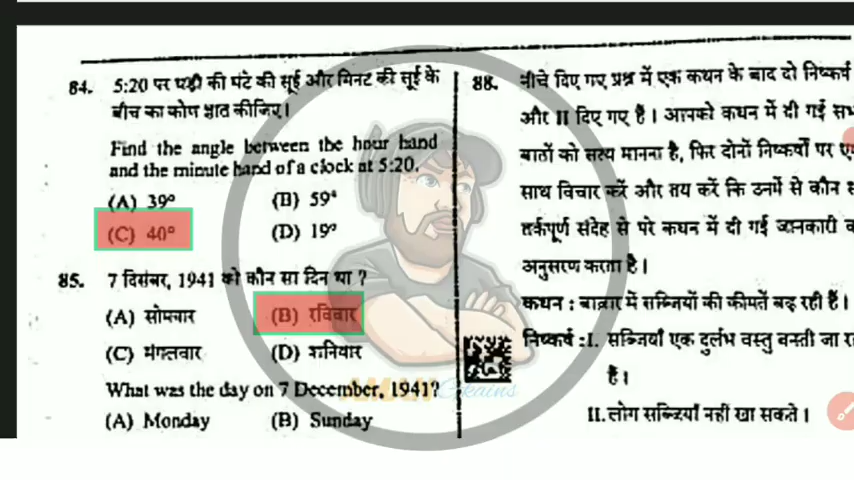 84. 5:20 पर घड़ी की घंटे की सूई और मिनट की सूई के
बीच का कोण ज्ञात कीजिए।
Find the angle between the hour hand
and the minute hand of a clock at 5:20.
(A) 39° (B) 59°
(C) 40° (D) 19°
85. 7 दिसंबर, 1941 को कौन सा दिन था ?
(A) सोमवार (B) रविवार
(C) मंगलवार (D) शनिवार
What was the day on 7 December, 1941?
(A) Monday (B) Sunday
88. नीचे दिए गए प्रश्न में एक कथन के बाद दो निष्कर्ष
और II दिए गए हैं। आपको कथन में दी गई
बातों को सत्य मानना है, फिर दोनों निष्कर्षों पर
साथ विचार करें और तय करें कि उनमें से कौन
तर्कपूर्ण संदेह से परे कथन में दी गई जानकारी
अनुसरण करता है।
कथन : बाज़ार में सब्जियों की कीमतें बढ़ रही हैं।
निष्कर्ष :I. सब्जियाँ एक दुर्लभ वस्तु बनती जा
है।
II. लोग सब्जियाँ नहीं खा सकते।